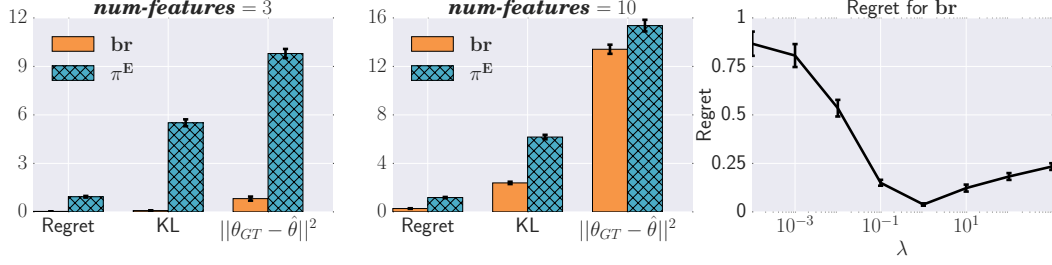 num-features = 3
12
9
6
3
0
br
π^E
Regret
KL
||θ_GT − θ̂||²
num-features = 10
16
12
8
4
0
br
π^E
Regret
KL
||θ_GT − θ̂||²
Regret for br
Regret
1
0.75
0.5
0.25
0
10⁻³
10⁻¹
10¹
λ